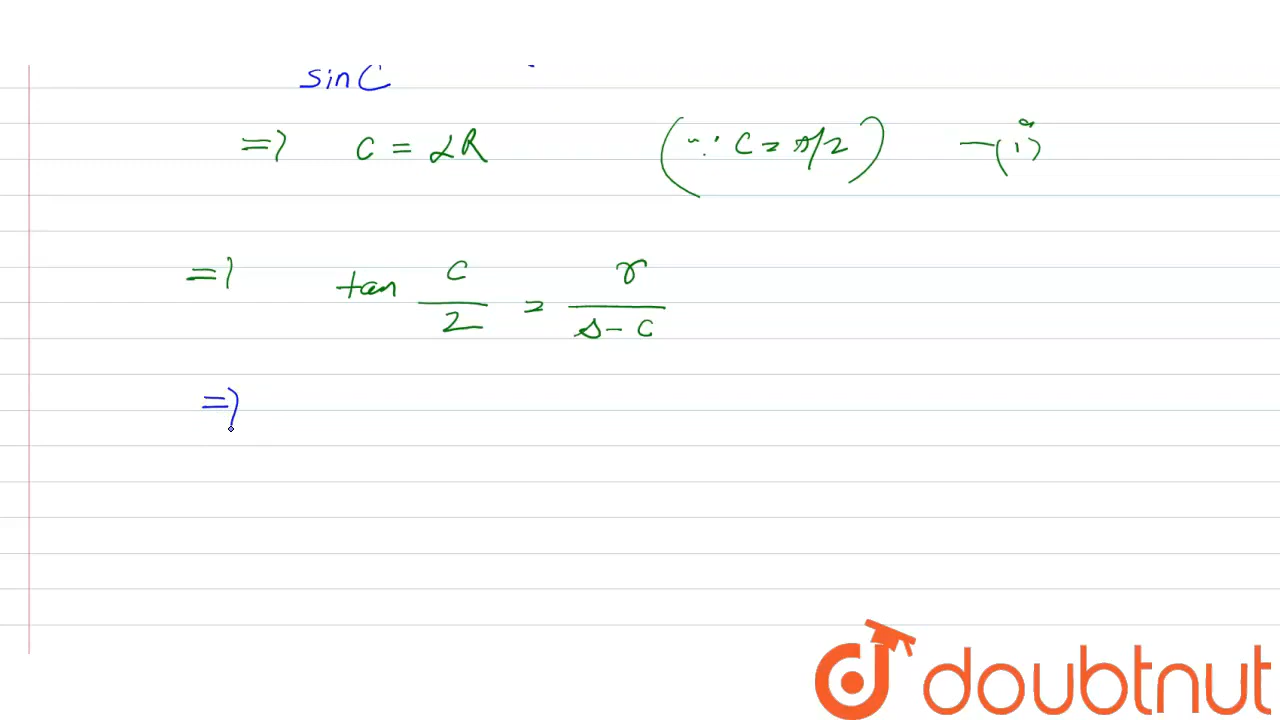 sin C
=> c = 2R (∵ C = π/2) —(i)
=> tan C/2 = r/s-c
=>
doubtnut